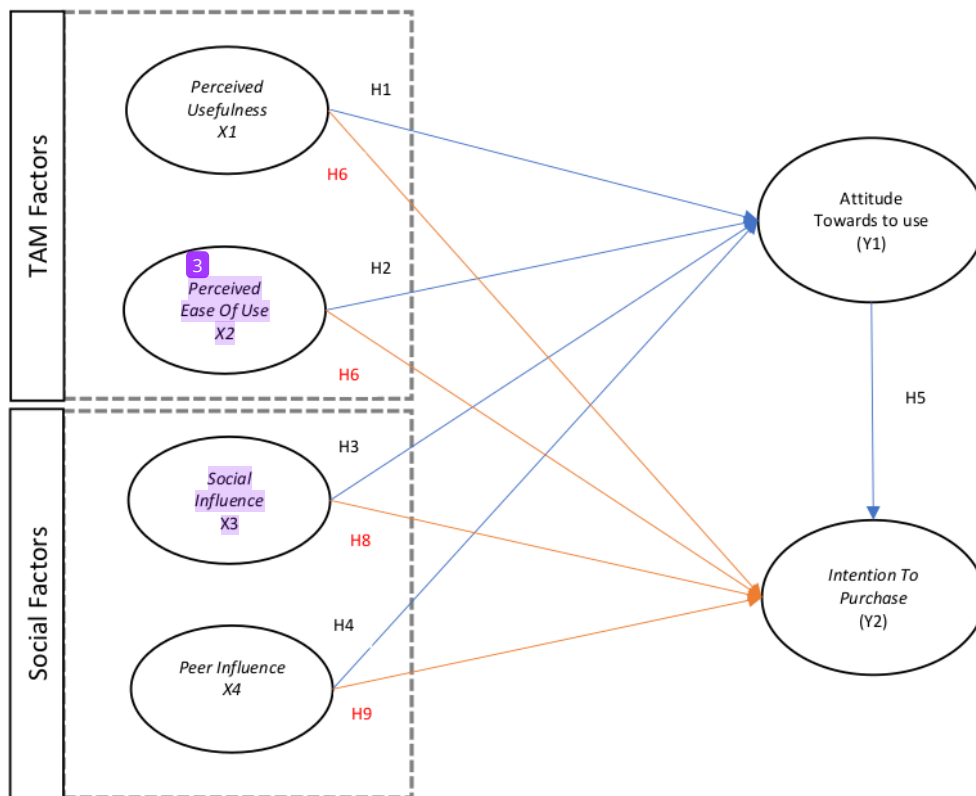 TAM Factors
Perceived
Usefulness
X1
H1
H6
3
Perceived
Ease Of Use
X2
H2
H6
Social Factors
Social
Influence
X3
H3
H8
Peer Influence
X4
H4
H9
Attitude
Towards to use
(Y1)
H5
Intention To
Purchase
(Y2)